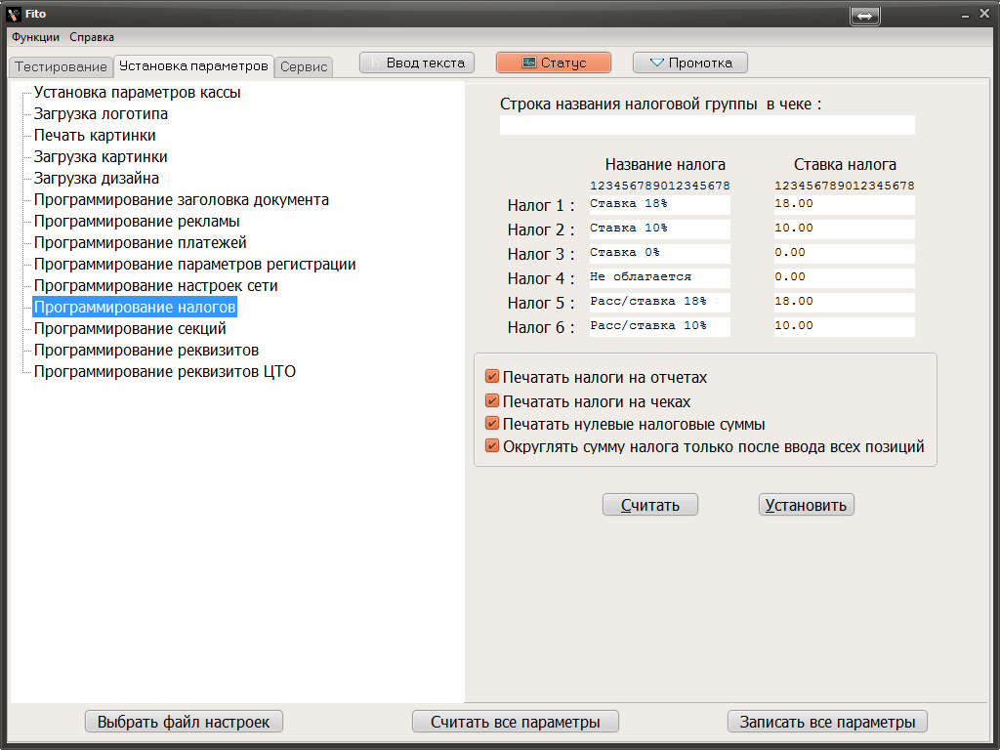 Fito
Функции Справка
Тестирование Установка параметров Сервис Ввод текста Статус Промотка
Установка параметров кассы
Загрузка логотипа
Печать картинки
Загрузка картинки
Загрузка дизайна
Программирование заголовка документа
Программирование рекламы
Программирование платежей
Программирование параметров регистрации
Программирование настроек сети
Программирование налогов
Программирование секций
Программирование реквизитов
Программирование реквизитов ЦТО
Строка названия налоговой группы в чеке :
Название налога Ставка налога
123456789012345678 123456789012345678
Налог 1 : Ставка 18% 18.00
Налог 2 : Ставка 10% 10.00
Налог 3 : Ставка 0% 0.00
Налог 4 : Не облагается 0.00
Налог 5 : Расс/ставка 18% 18.00
Налог 6 : Расс/ставка 10% 10.00
Печатать налоги на отчетах
Печатать налоги на чеках
Печатать нулевые налоговые суммы
Округлять сумму налога только после ввода всех позиций
Считать Установить
Выбрать файл настроек Считать все параметры Записать все параметры